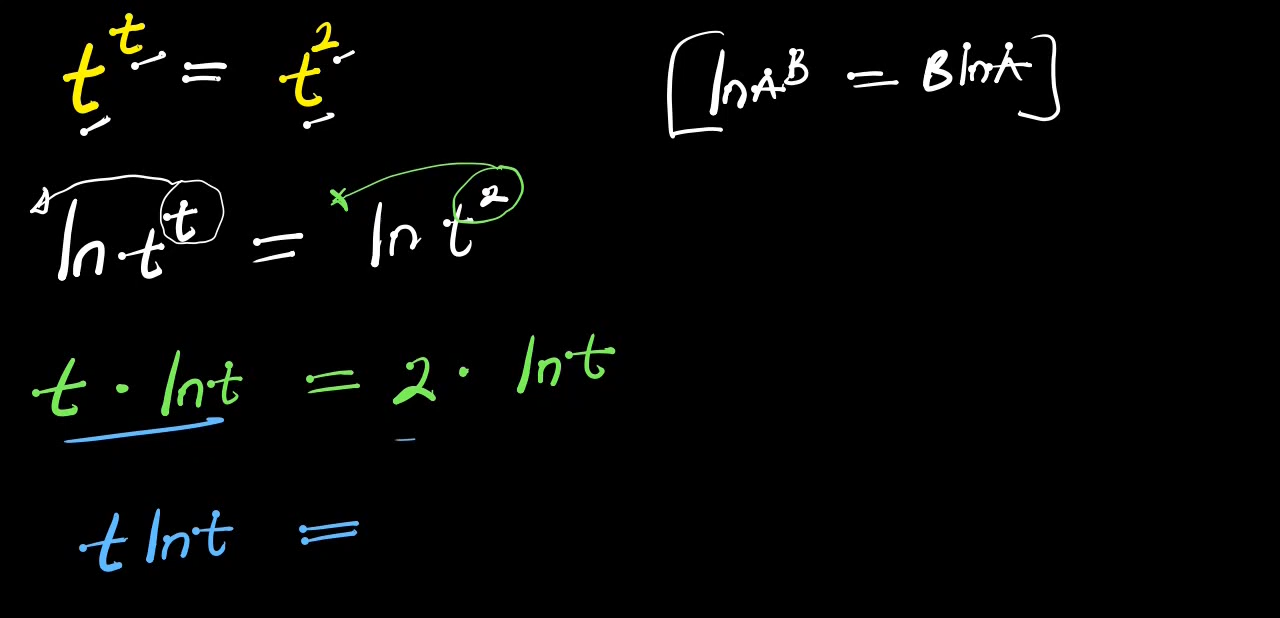 t^t = t^2 [ln A^B = B ln A]
ln t^t = ln t^2
t · ln t = 2 · ln t
t ln t =